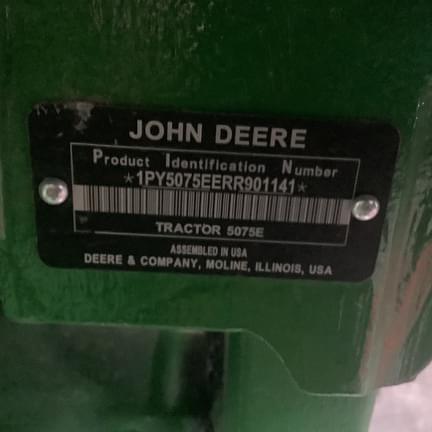 JOHN DEERE
Product Identification Number
*1PY5075EERR901141*
TRACTOR 5075E
ASSEMBLED IN USA
DEERE & COMPANY, MOLINE, ILLINOIS, USA